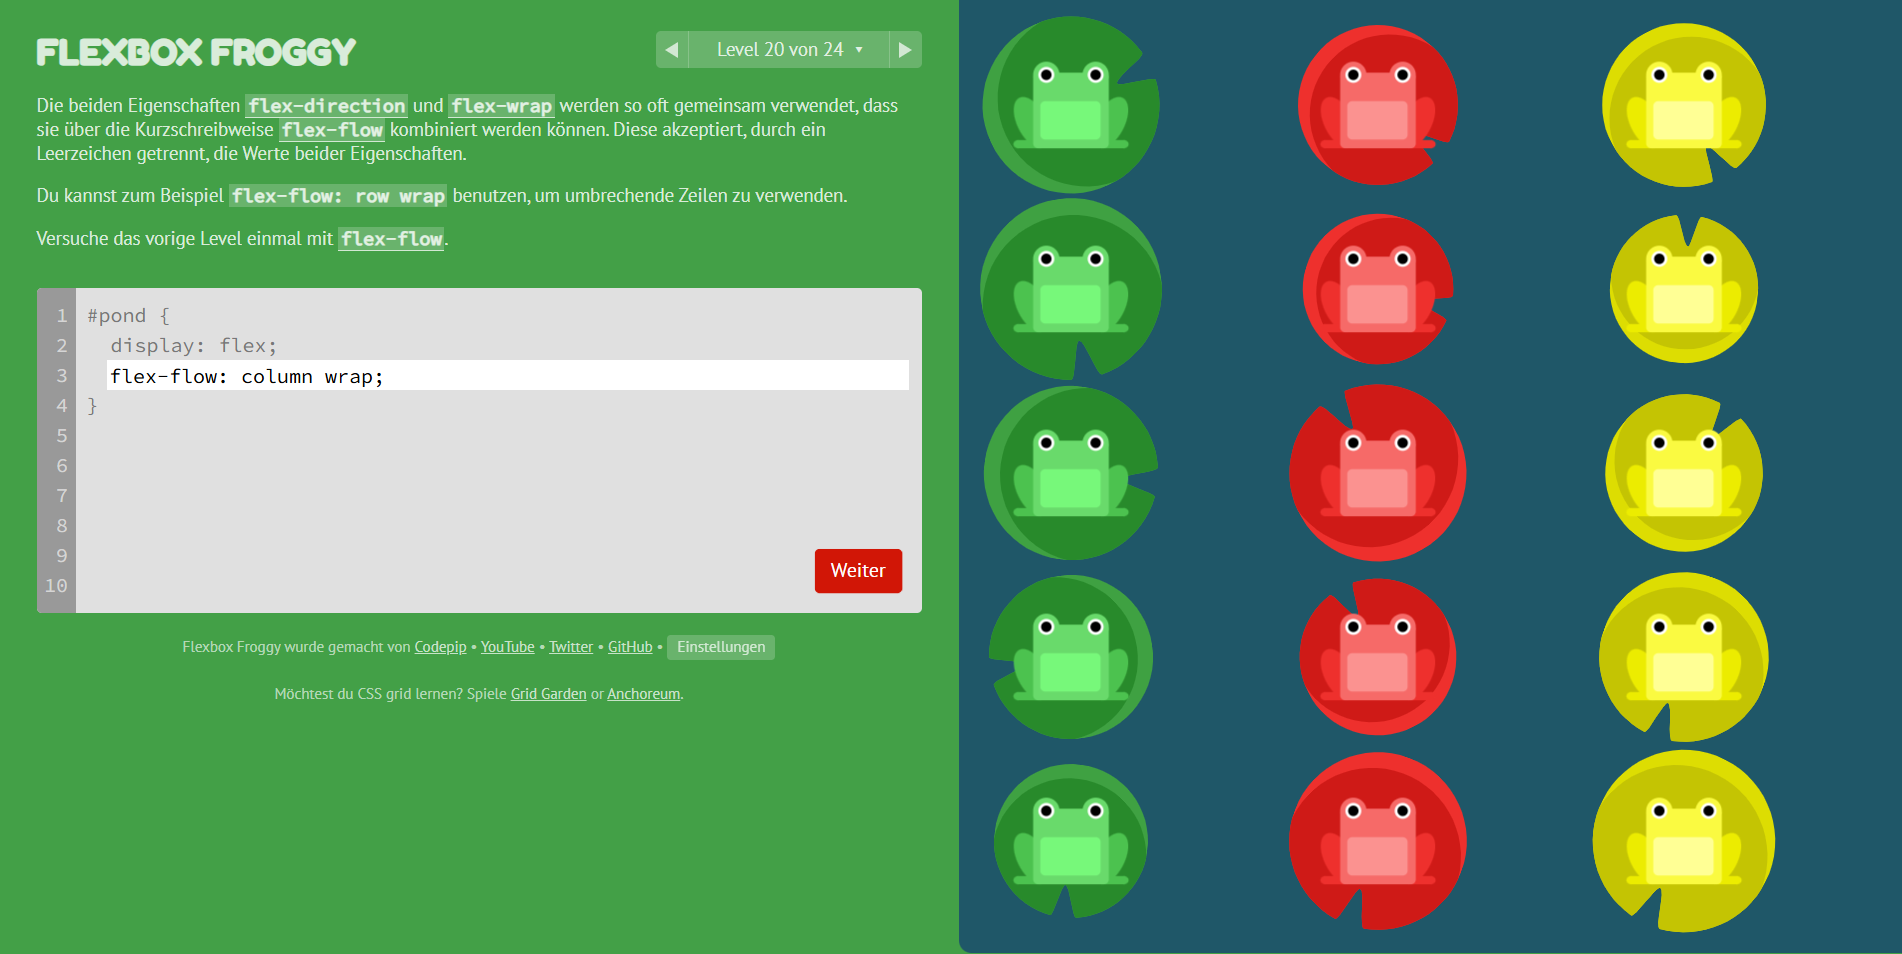 FLEXBOX FROGGY
Level 20 von 24
Die beiden Eigenschaften flex-direction und flex-wrap werden so oft gemeinsam verwendet, dass
sie über die Kurzschreibweise flex-flow kombiniert werden können. Diese akzeptiert, durch ein
Leerzeichen getrennt, die Werte beider Eigenschaften.
Du kannst zum Beispiel flex-flow: row wrap benutzen, um umbrechende Zeilen zu verwenden.
Versuche das vorige Level einmal mit flex-flow.
1 #pond {
2 display: flex;
3 flex-flow: column wrap;
4 }
5
6
7
8
9
10
Weiter
Flexbox Froggy wurde gemacht von Codepip • YouTube • Twitter • GitHub • Einstellungen
Möchtest du CSS grid lernen? Spiele Grid Garden or Anchoreum.